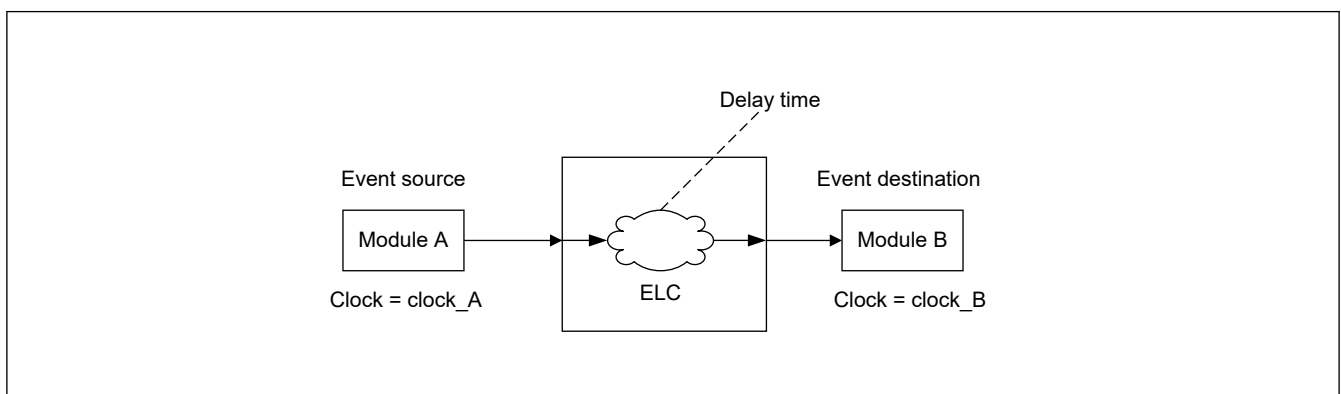 Delay time
Event source
Event destination
Module A
Module B
ELC
Clock = clock_A
Clock = clock_B